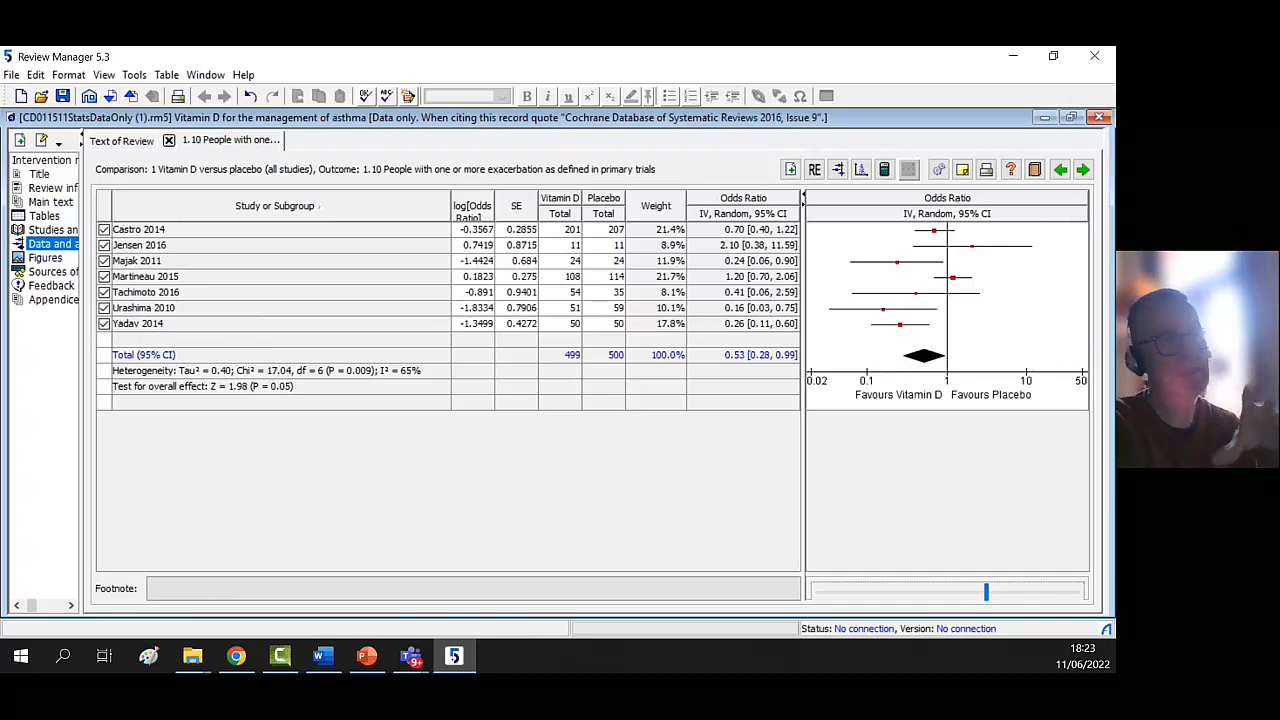 5 Review Manager 5.3
File Edit Format View Tools Table Window Help
[CD011511StatsDataOnly (1).rm5] Vitamin D for the management of asthma [Data only. When citing this record quote "Cochrane Database of Systematic Reviews 2016, Issue 9".]
Text of Review 1.10 People with one...
Intervention r
Title
Review inf
Main text
Tables
Studies an
Data and a
Figures
Sources of
Feedback
Appendice
Comparison: 1 Vitamin D versus placebo (all studies), Outcome: 1.10 People with one or more exacerbation as defined in primary trials
RE
Study or Subgroup log[Odds Ratio] SE Vitamin D Total Placebo Total Weight Odds Ratio IV, Random, 95% CI Odds Ratio IV, Random, 95% CI
Castro 2014 -0.3567 0.2855 201 207 21.4% 0.70 [0.40, 1.22]
Jensen 2016 0.7419 0.8715 11 11 8.9% 2.10 [0.38, 11.59]
Majak 2011 -1.4424 0.684 24 24 11.9% 0.24 [0.06, 0.90]
Martineau 2015 0.1823 0.275 108 114 21.7% 1.20 [0.70, 2.06]
Tachimoto 2016 -0.891 0.9401 54 35 8.1% 0.41 [0.06, 2.59]
Urashima 2010 -1.8334 0.7906 51 59 10.1% 0.16 [0.03, 0.75]
Yadav 2014 -1.3499 0.4272 50 50 17.8% 0.26 [0.11, 0.60]
Total (95% CI) 499 500 100.0% 0.53 [0.28, 0.99]
Heterogeneity: Tau² = 0.40; Chi² = 17.04, df = 6 (P = 0.009); I² = 65%
Test for overall effect: Z = 1.98 (P = 0.05)
0.02 0.1 1 10 50
Favours Vitamin D Favours Placebo
Footnote:
Status: No connection, Version: No connection
18:23
11/06/2022